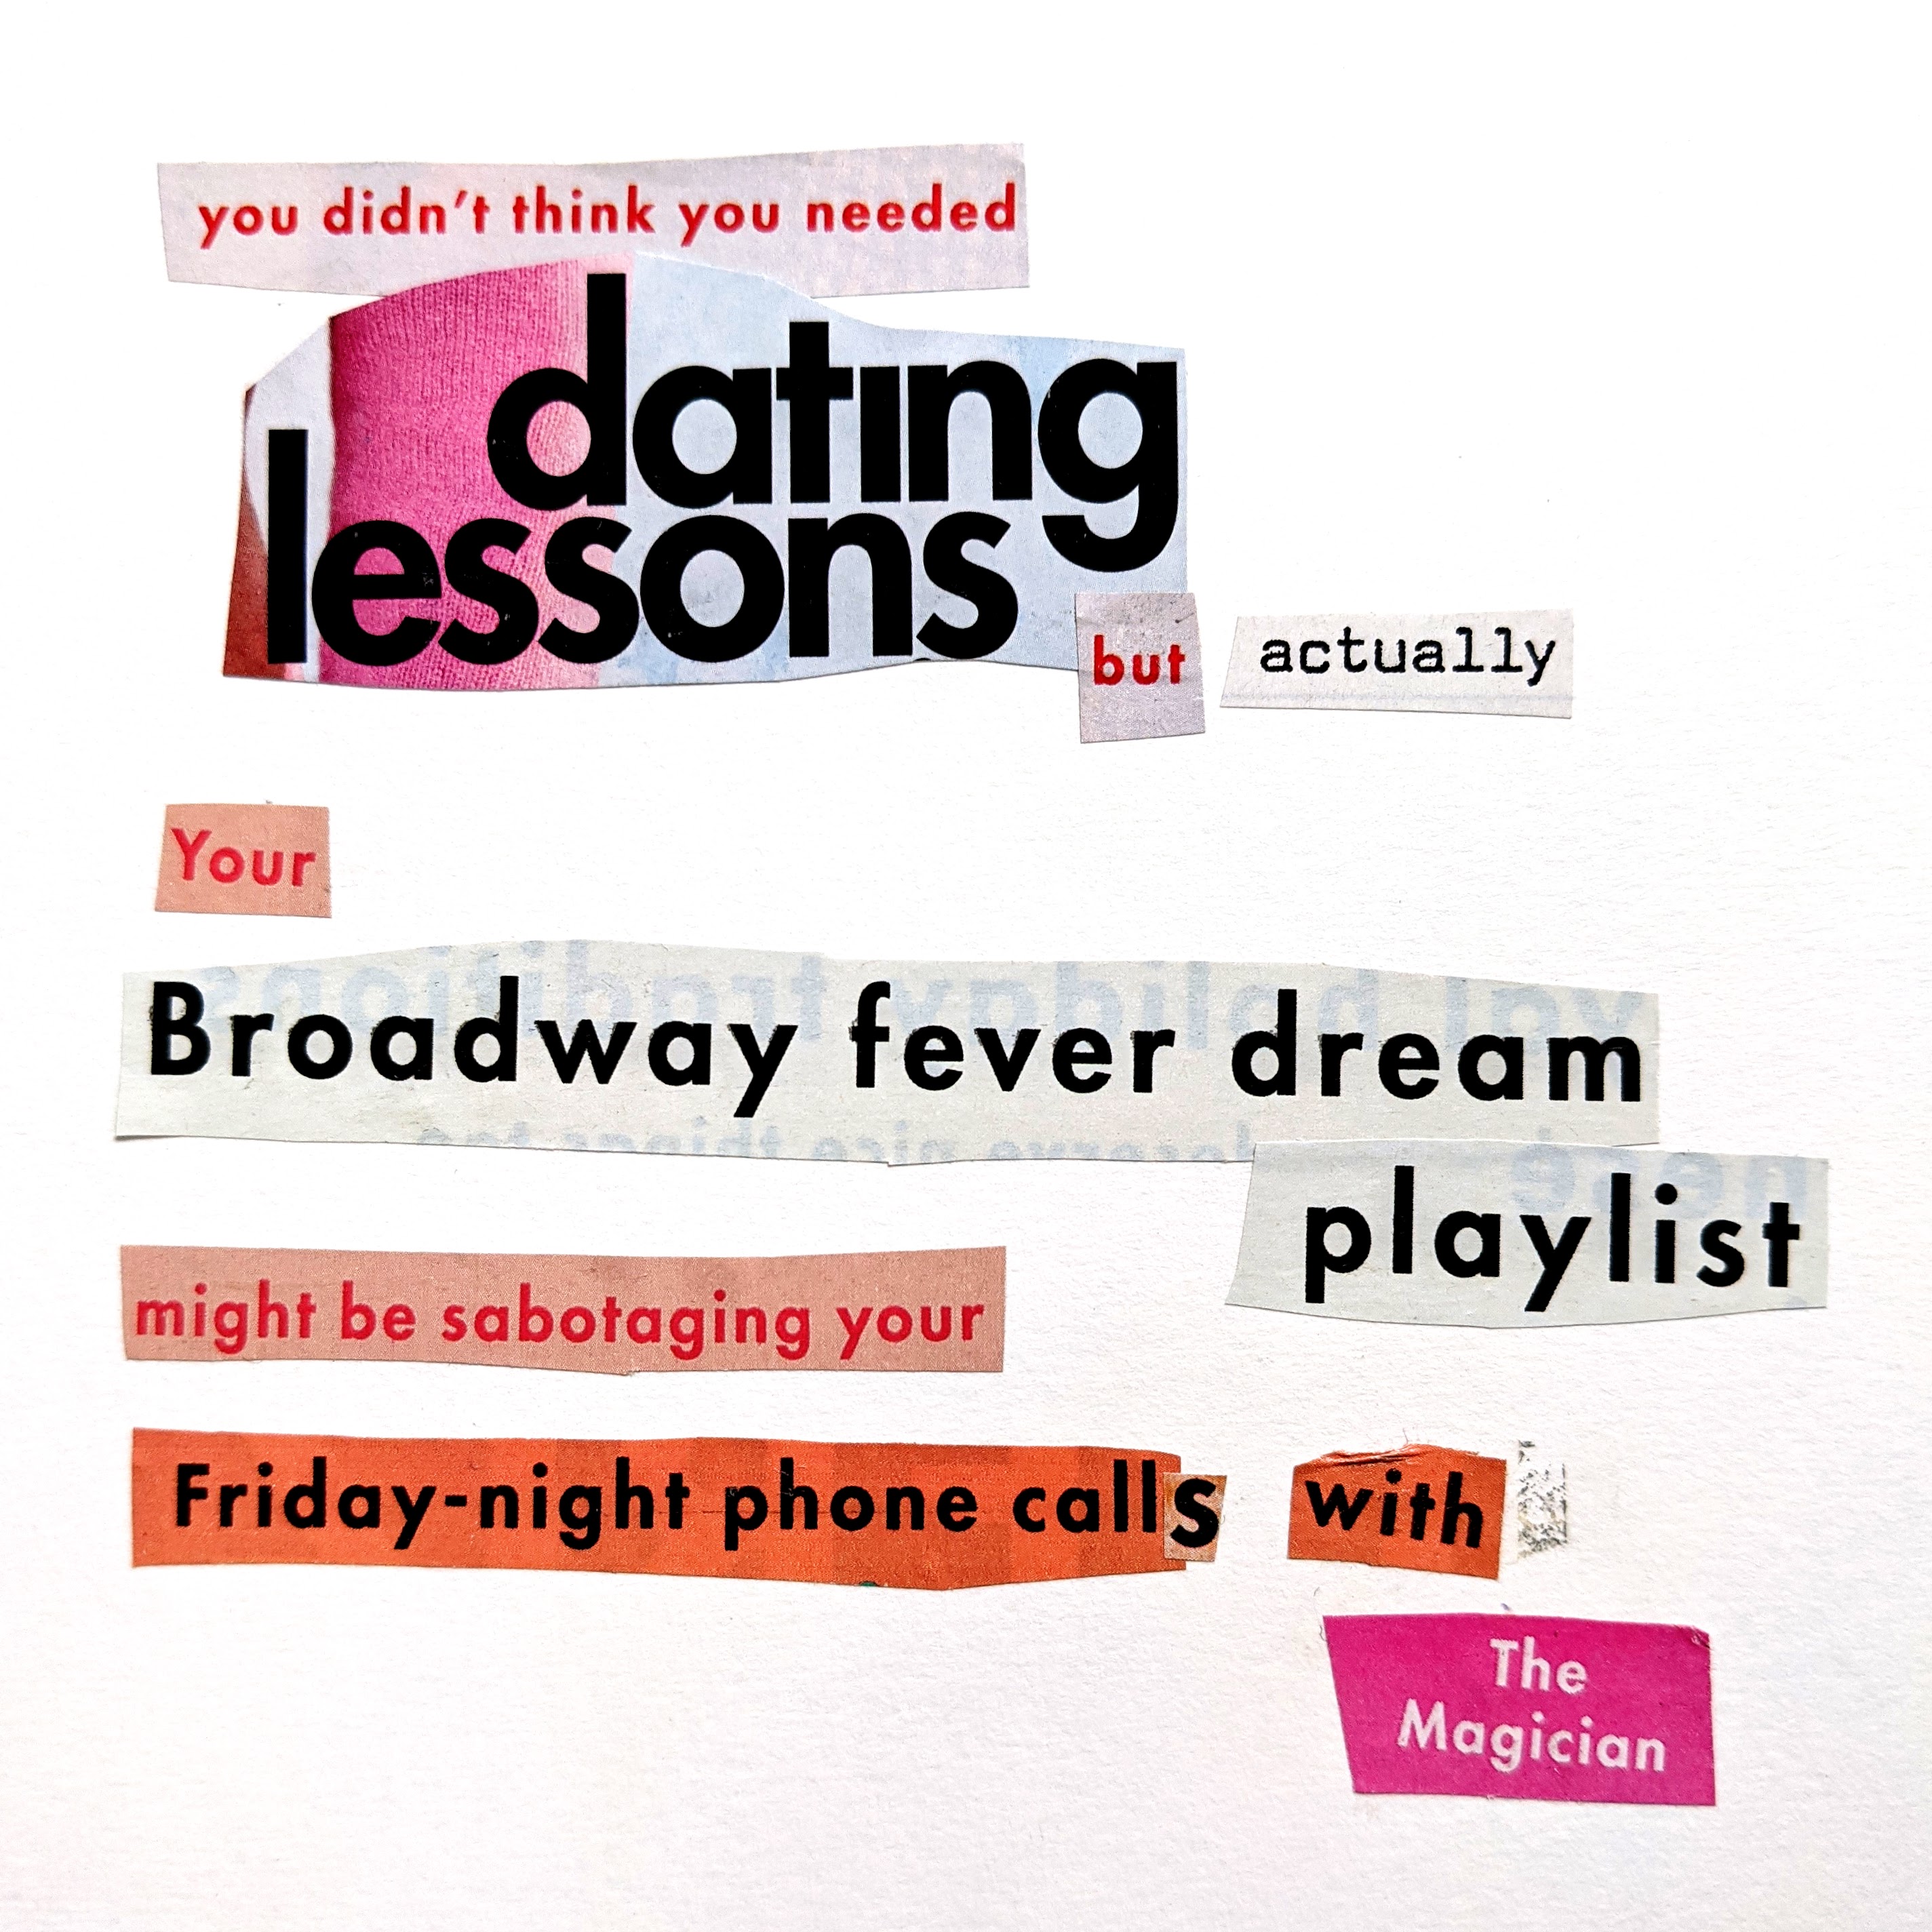 you didn't think you needed
dating
lessons
but actually
Your
Broadway fever dream
playlist
might be sabotaging your
Friday-night phone calls with
The
Magician